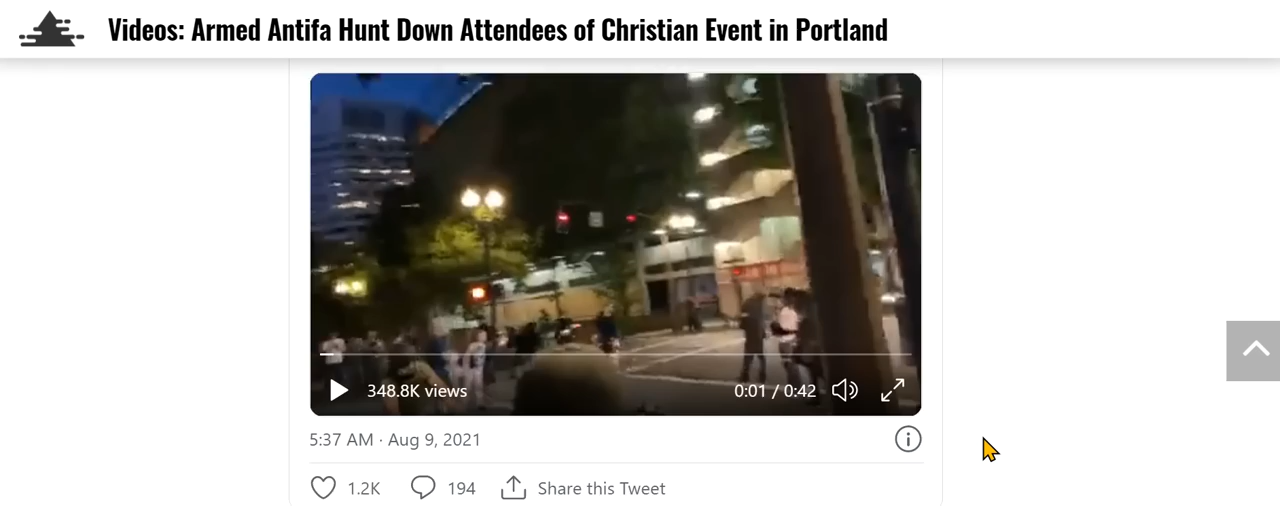 Videos: Armed Antifa Hunt Down Attendees of Christian Event in Portland
348.8K views
0:01 / 0:42
5:37 AM · Aug 9, 2021
1.2K
194
Share this Tweet